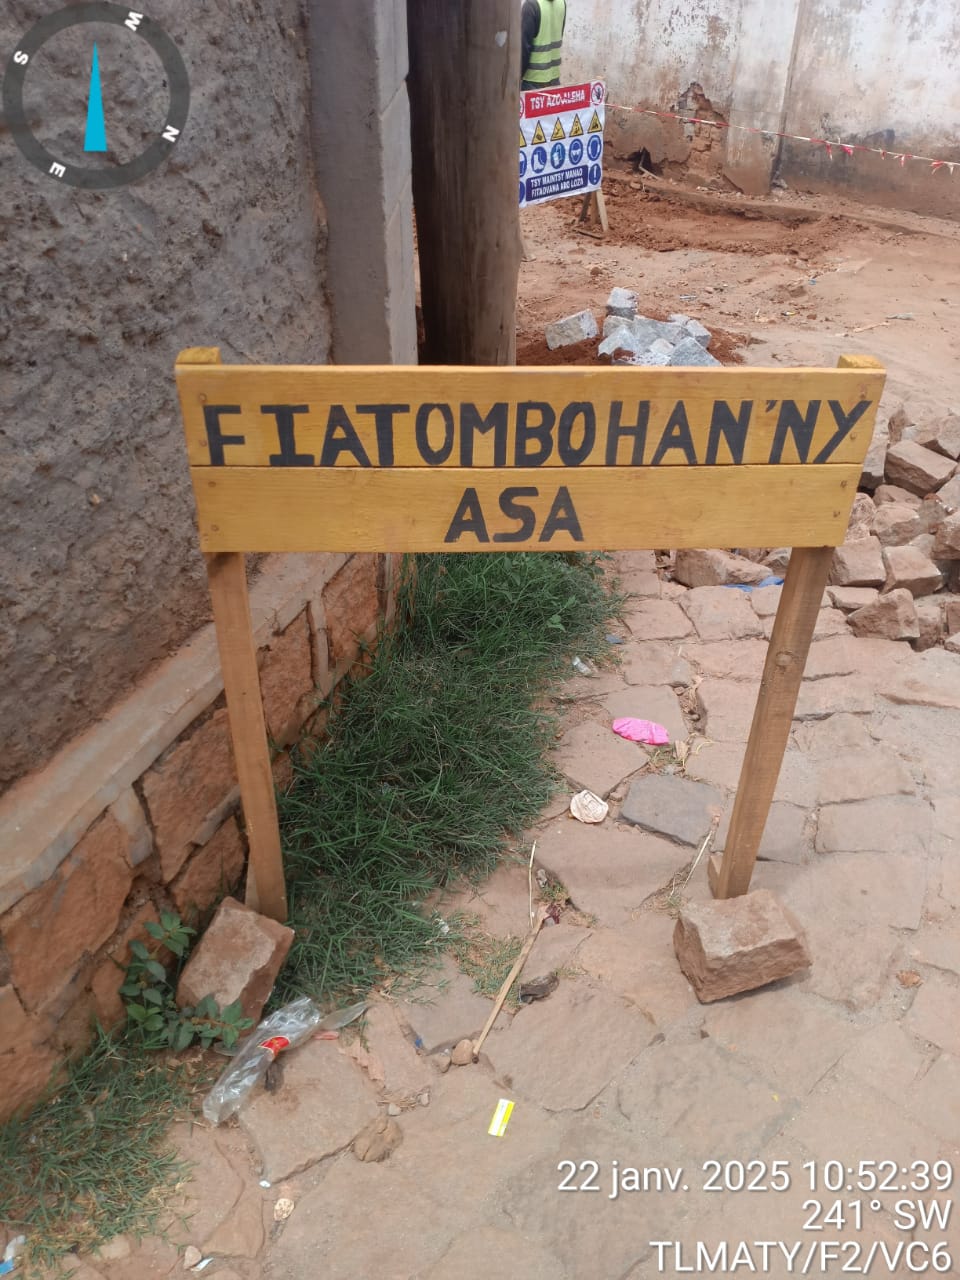 S
W
N
E
TSY AZO ALEHA
TSY MAINTSY MANAO
FITAOVANA ARO LOZA
FIATOMBOHAN'NY
ASA
22 janv. 2025 10:52:39
241° SW
TLMATY/F2/VC6